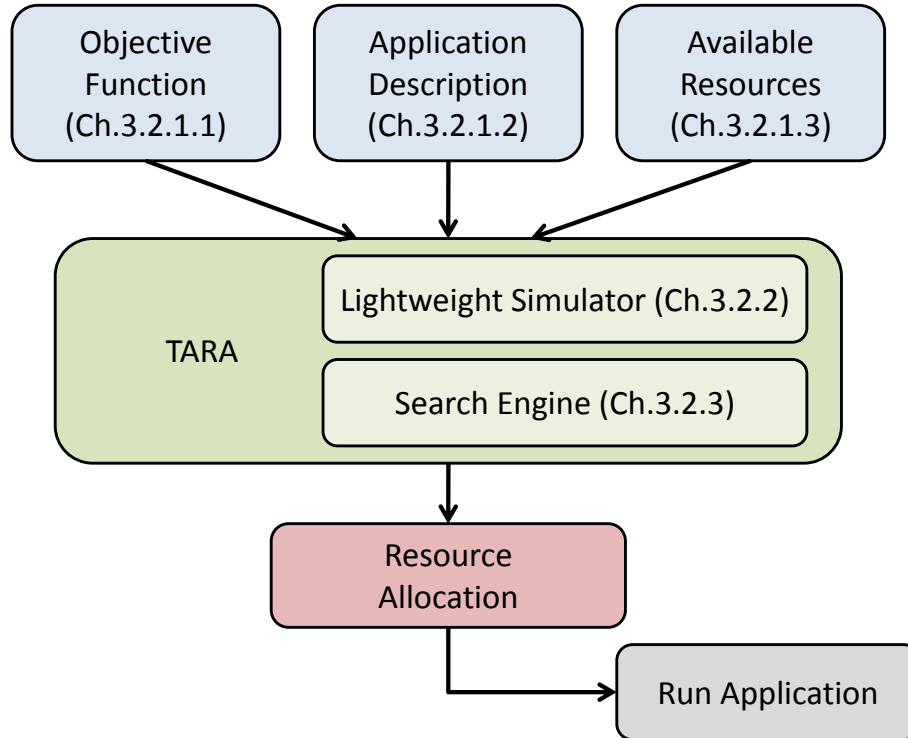 Objective
Function
(Ch.3.2.1.1)
Application
Description
(Ch.3.2.1.2)
Available
Resources
(Ch.3.2.1.3)
TARA
Lightweight Simulator (Ch.3.2.2)
Search Engine (Ch.3.2.3)
Resource
Allocation
Run Application